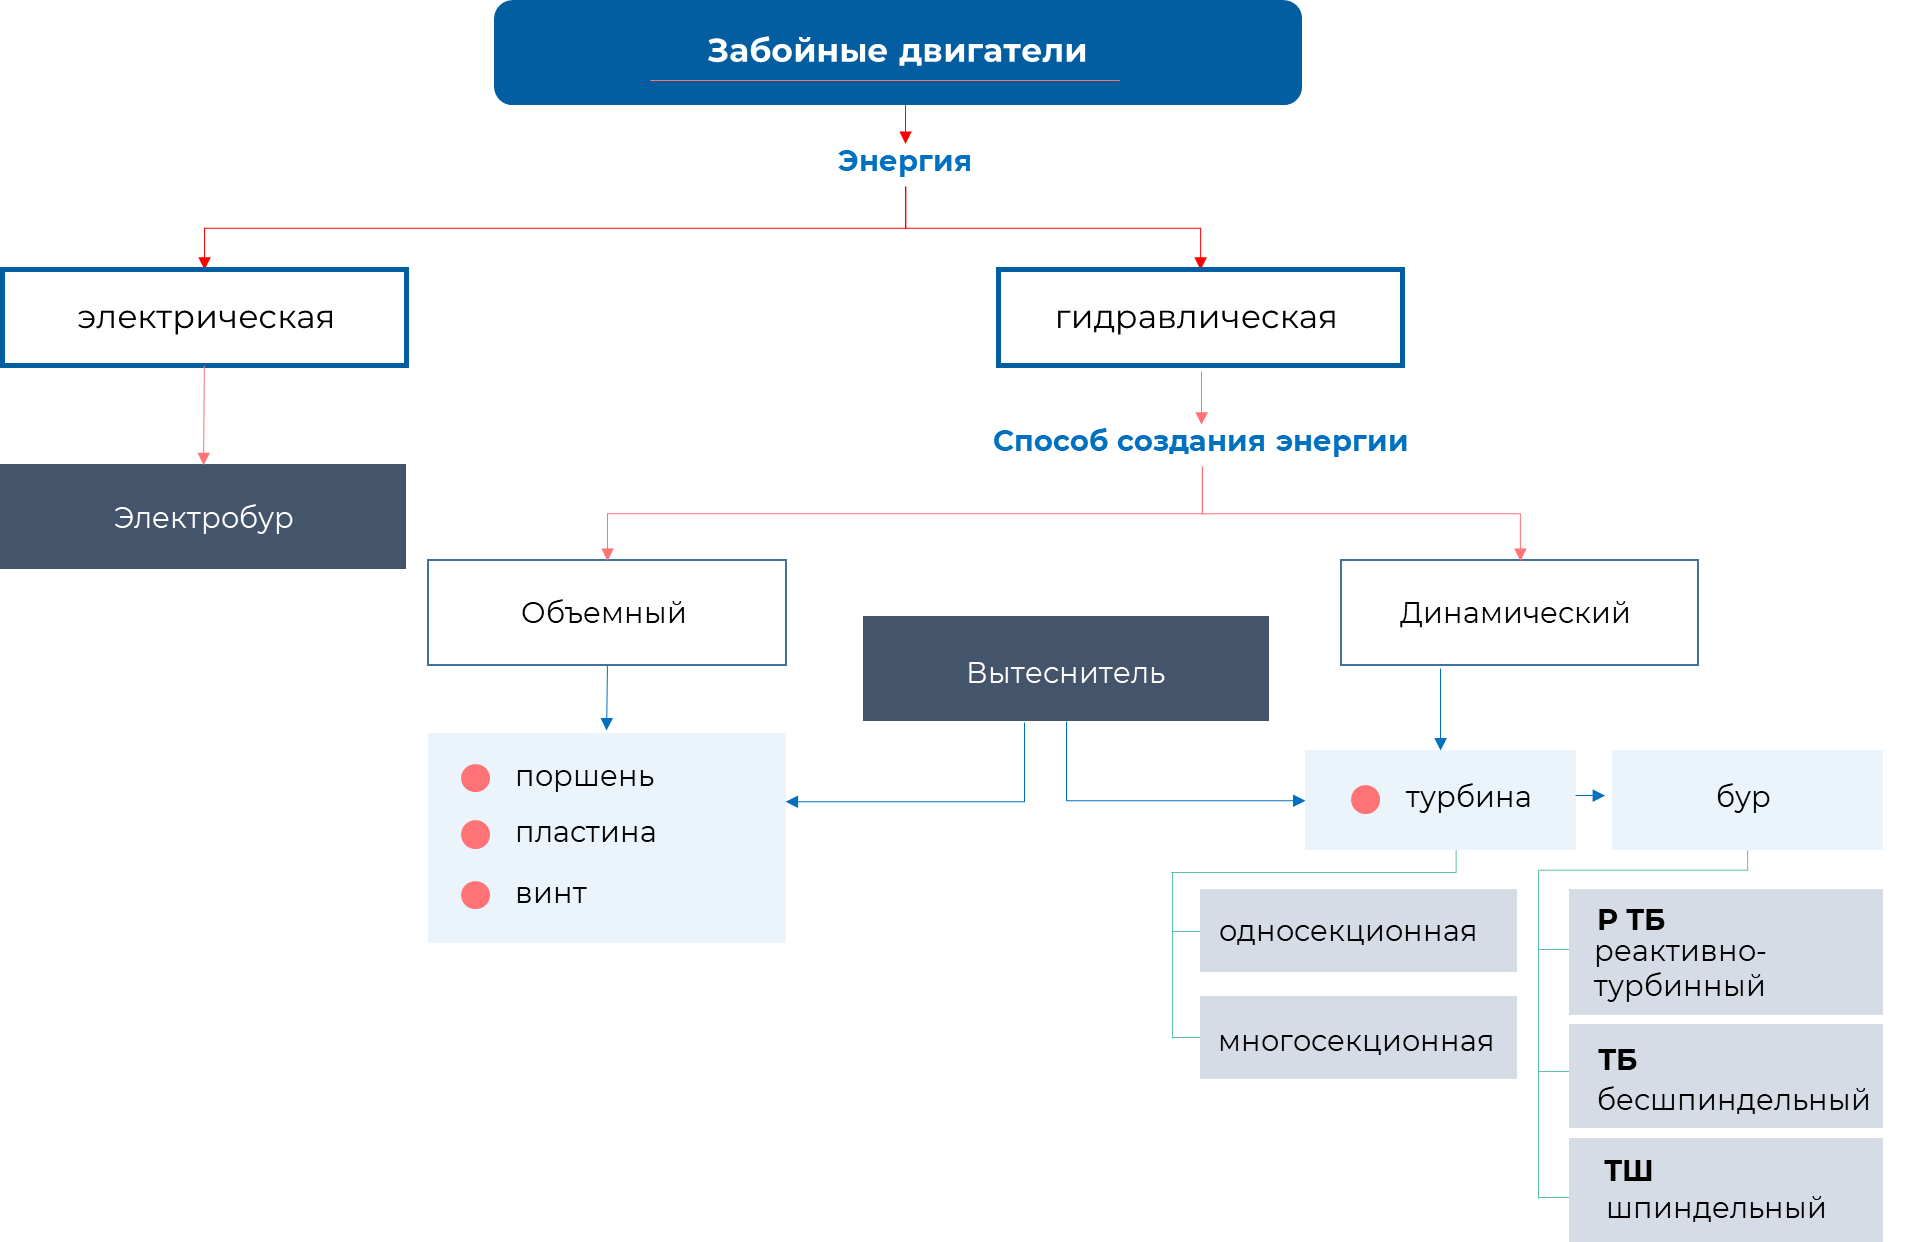 Забойные двигатели
Энергия
электрическая
гидравлическая
Способ создания энергии
Электробур
Объемный
Динамический
Вытеснитель
поршень
пластина
винт
турбина
бур
односекционная
многосекционная
Р ТБ
реактивно-
турбинный
ТБ
бесшпиндельный
ТШ
шпиндельный